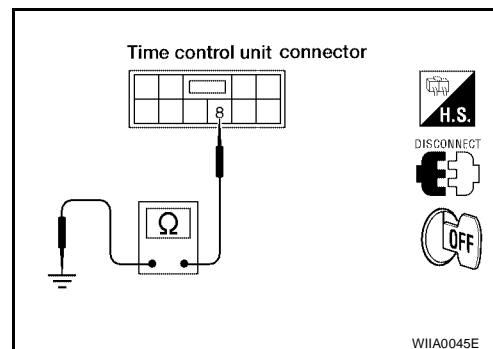 Time control unit connector
H.S.
8
DISCONNECT
Ω
OFF
WIIA0045E